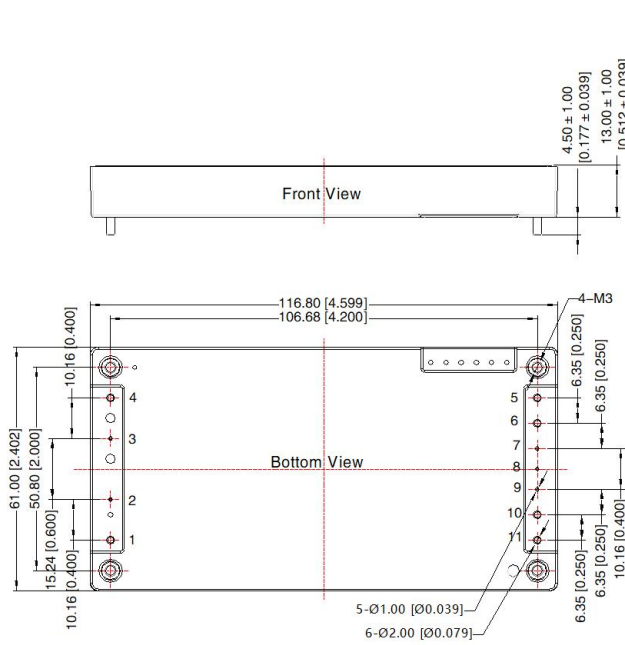 4.50 ± 1.00
[0.177 ± 0.039]
13.00 ± 1.00
[0.512 ± 0.039]
Front View
116.80 [4.599]
106.68 [4.200]
4-M3
10.16 [0.400]
6.35 [0.250]
6.35 [0.250]
4
3
2
1
5
6
7
8
9
10
11
Bottom View
61.00 [2.402]
50.80 [2.000]
15.24 [0.600]
10.16 [0.400]
6.35 [0.250]
6.35 [0.250]
10.16 [0.400]
5-Ø1.00 [Ø0.039]
6-Ø2.00 [Ø0.079]